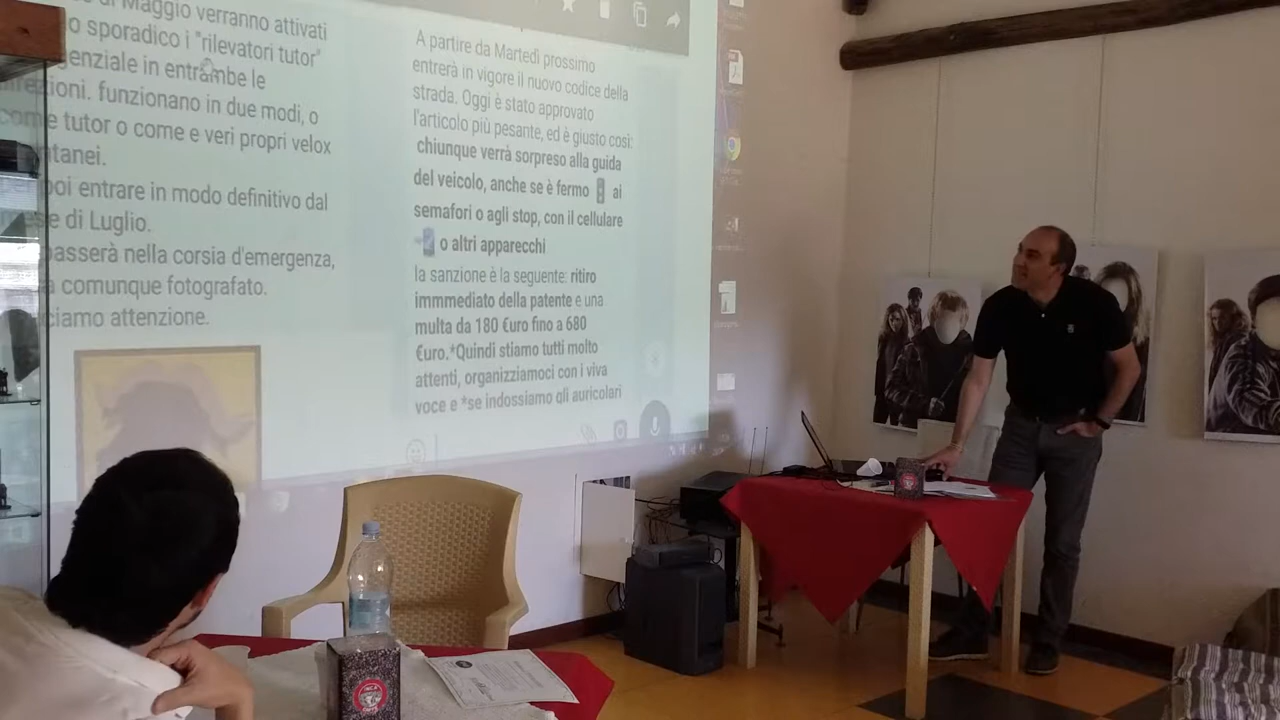 di Maggio verranno attivati
o sporadico i "rilevatori tutor"
genziale in entrambe le
direzioni. funzionano in due modi, o
come tutor o come e veri propri velox
ntanei.
poi entrare in modo definitivo dal
ese di Luglio.
passerà nella corsia d'emergenza,
a comunque fotografato.
ciamo attenzione.
A partire da Martedì prossimo
entrerà in vigore il nuovo codice della
strada. Oggi è stato approvato
l'articolo più pesante, ed è giusto così:
chiunque verrà sorpreso alla guida
del veicolo, anche se è fermo 🚦 ai
semafori o agli stop, con il cellulare
📱 o altri apparecchi
la sanzione è la seguente: ritiro
immmediato della patente e una
multa da 180 €uro fino a 680
€uro.*Quindi stiamo tutti molto
attenti, organizziamoci con i viva
voce e *se indossiamo gli auricolari